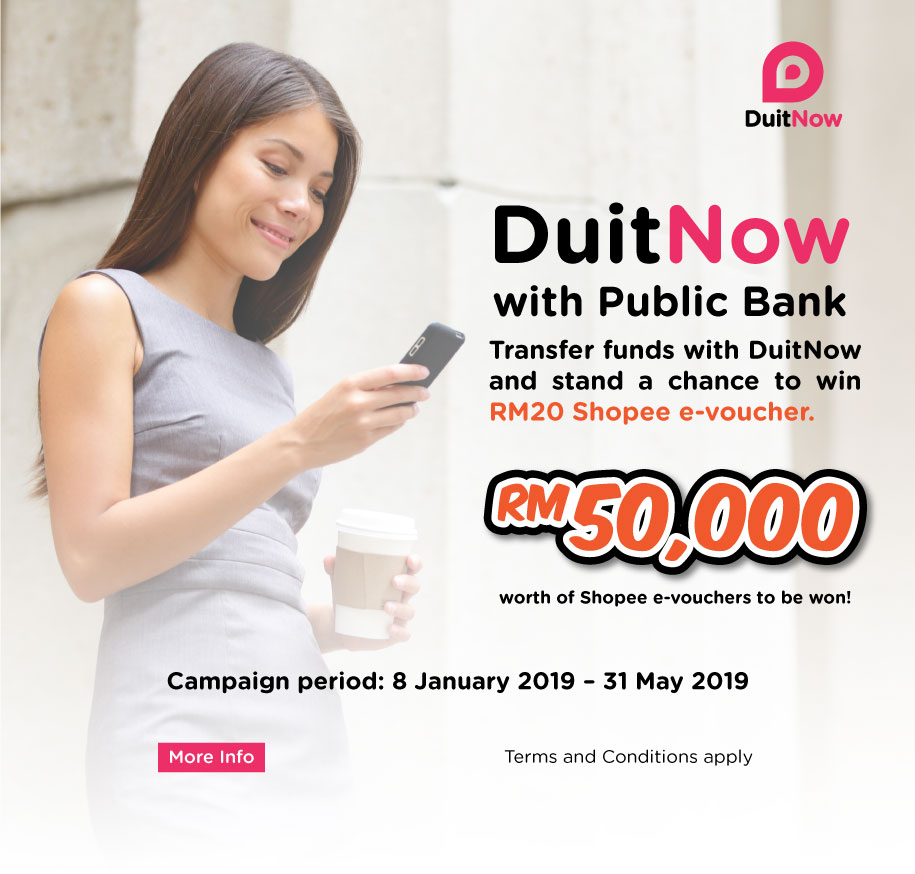 DuitNow
DuitNow
with Public Bank
Transfer funds with DuitNow
and stand a chance to win
RM20 Shopee e-voucher.
RM50,000
worth of Shopee e-vouchers to be won!
Campaign period: 8 January 2019 – 31 May 2019
More Info
Terms and Conditions apply